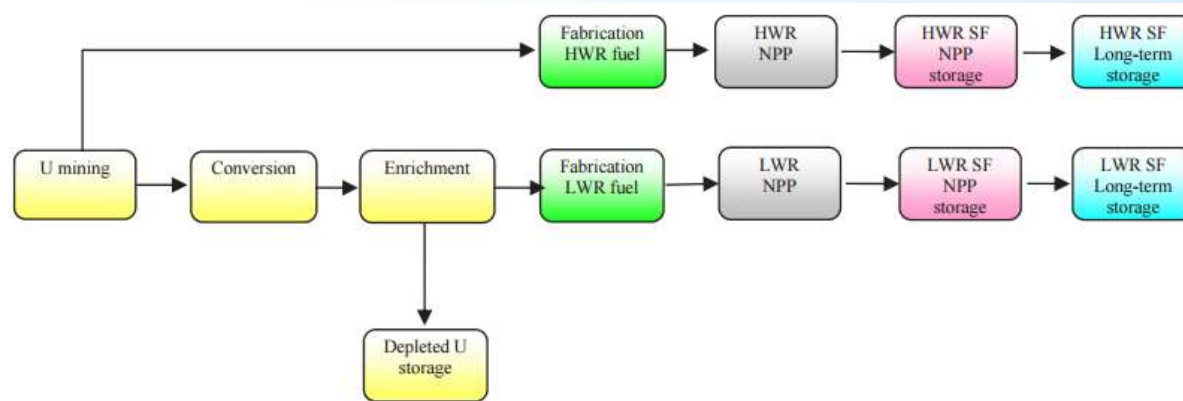 Fabrication
HWR fuel
HWR
NPP
HWR SF
NPP
storage
HWR SF
Long-term
storage
U mining
Conversion
Enrichment
Fabrication
LWR fuel
LWR
NPP
LWR SF
NPP
storage
LWR SF
Long-term
storage
Depleted U
storage